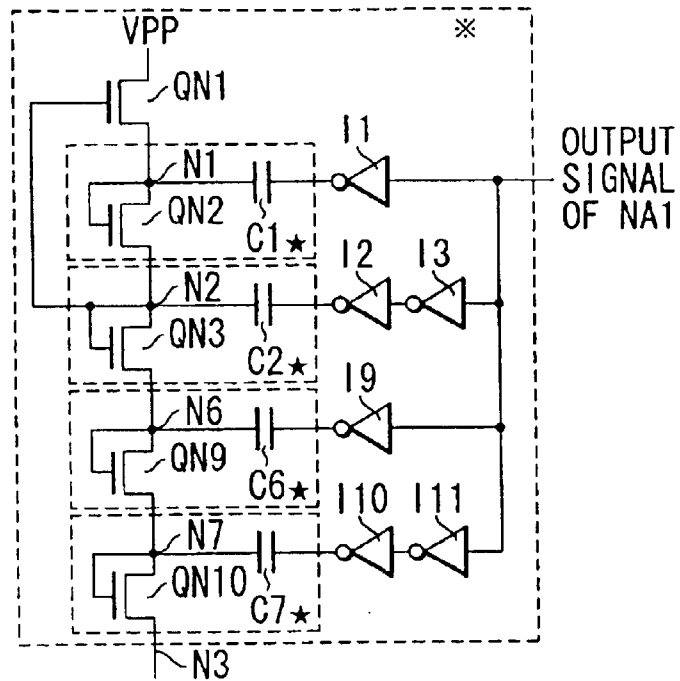 VPP ※
QN1
I1
OUTPUT
SIGNAL
OF NA1
N1
QN2
C1★
I2 I3
N2
QN3
C2★
I9
N6
QN9
C6★
I10 I11
N7
QN10
C7★
N3